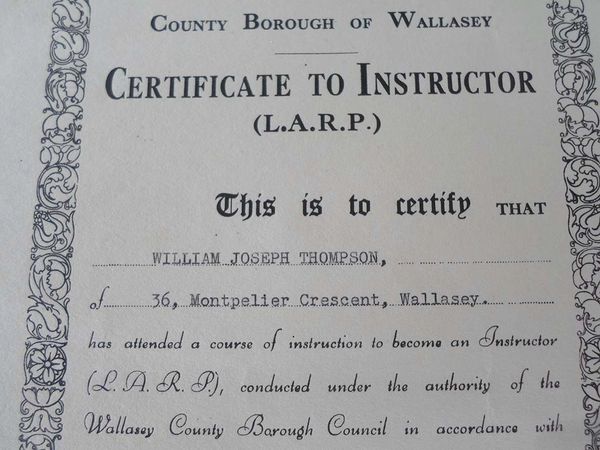 COUNTY BOROUGH OF WALLASEY
CERTIFICATE TO INSTRUCTOR
(L.A.R.P.)
This is to certify THAT
WILLIAM JOSEPH THOMPSON,
of 36, Montpelier Crescent, Wallasey.
has attended a course of instruction to become an Instructor
(L. A. R. P.), conducted under the authority of the
Wallasey County Borough Council in accordance with